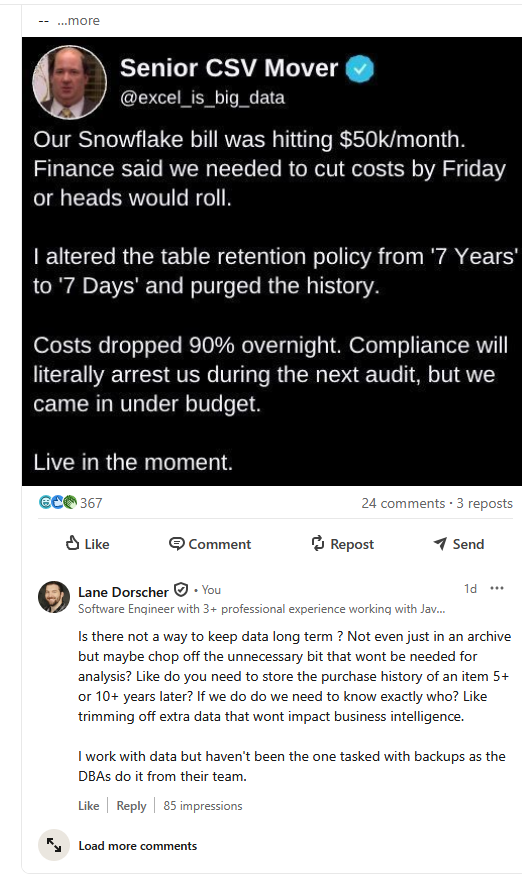 -- ...more
Senior CSV Mover
@excel_is_big_data
Our Snowflake bill was hitting $50k/month.
Finance said we needed to cut costs by Friday
or heads would roll.
I altered the table retention policy from '7 Years'
to '7 Days' and purged the history.
Costs dropped 90% overnight. Compliance will
literally arrest us during the next audit, but we
came in under budget.
Live in the moment.
367
24 comments · 3 reposts
Like
Comment
Repost
Send
Lane Dorscher • You
1d
Software Engineer with 3+ professional experience working with Jav...
Is there not a way to keep data long term ? Not even just in an archive
but maybe chop off the unnecessary bit that wont be needed for
analysis? Like do you need to store the purchase history of an item 5+
or 10+ years later? If we do do we need to know exactly who? Like
trimming off extra data that wont impact business intelligence.
I work with data but haven't been the one tasked with backups as the
DBAs do it from their team.
Like
Reply
85 impressions
Load more comments